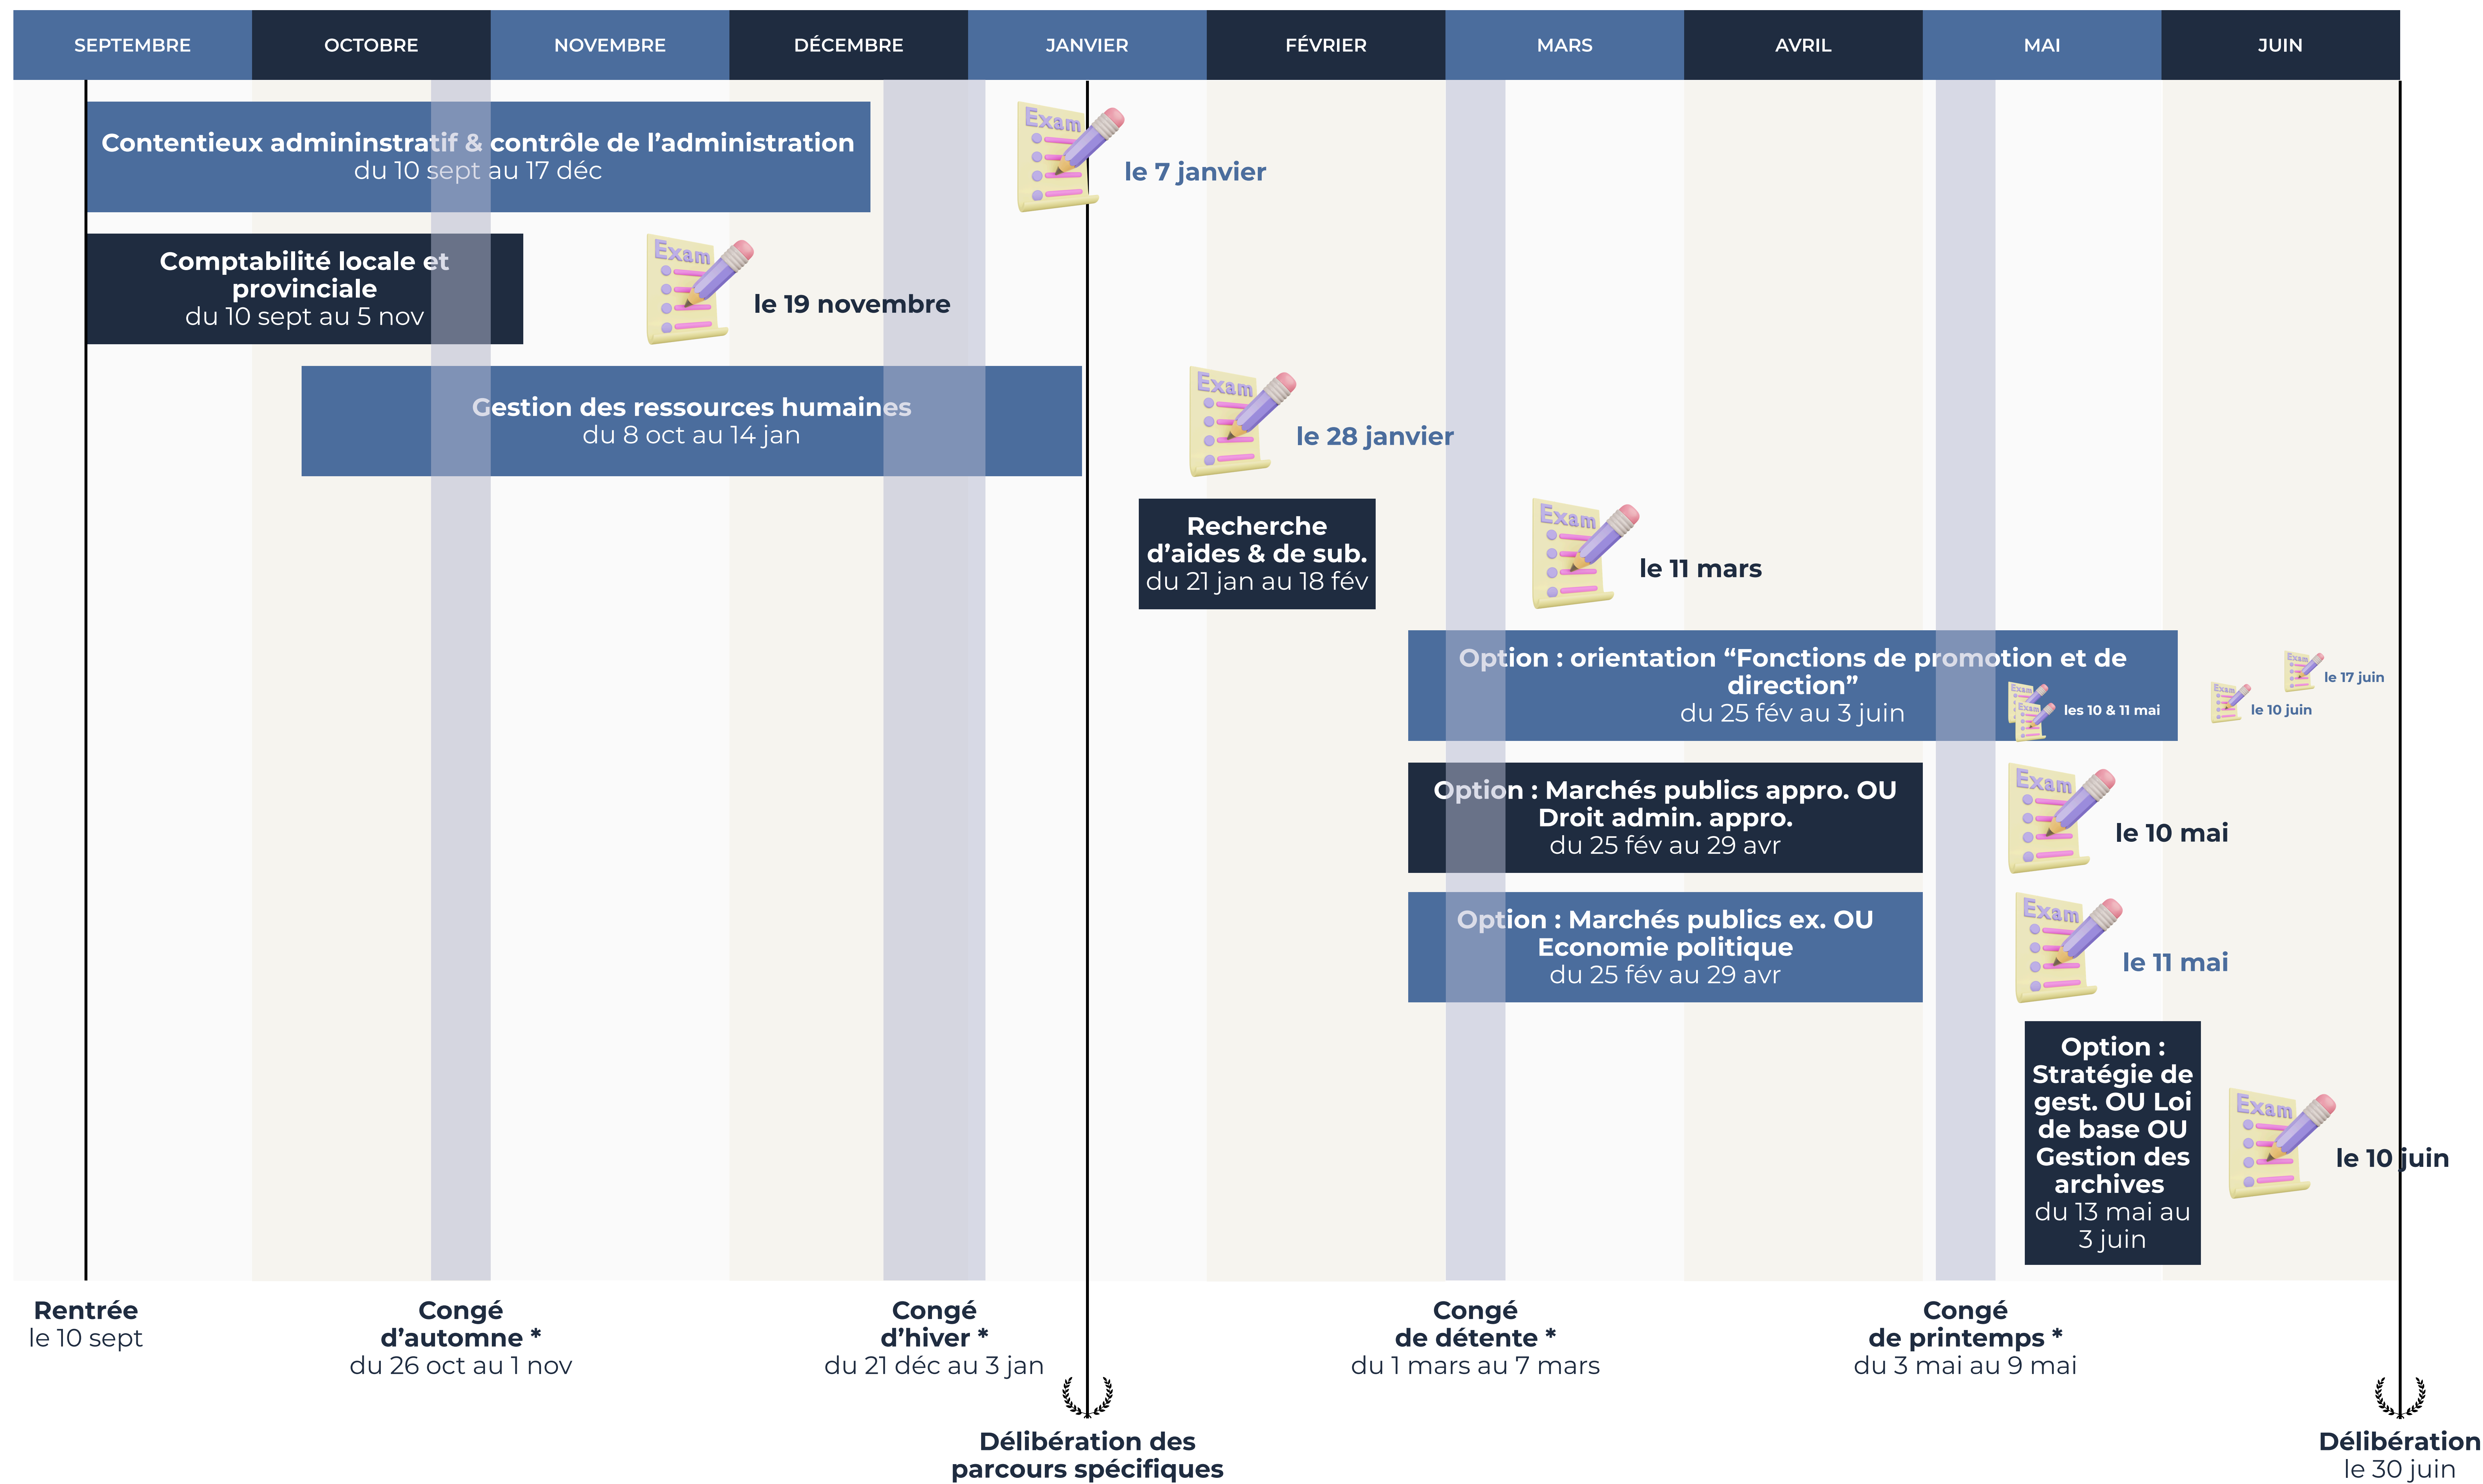 SEPTEMBRE
OCTOBRE
NOVEMBRE
DÉCEMBRE
JANVIER
FÉVRIER
MARS
AVRIL
MAI
JUIN
Contentieux admininstratif & contrôle de l’administration
du 10 sept au 17 déc
Exam
le 7 janvier
Comptabilité locale et
provinciale
du 10 sept au 5 nov
Exam
le 19 novembre
Gestion des ressources humaines
du 8 oct au 14 jan
Exam
le 28 janvier
Recherche
d’aides & de sub.
du 21 jan au 18 fév
Exam
le 11 mars
Option : orientation “Fonctions de promotion et de
direction”
du 25 fév au 3 juin
Exam
Exam
les 10 & 11 mai
Exam
le 10 juin
Exam
le 17 juin
Option : Marchés publics appro. OU
Droit admin. appro.
du 25 fév au 29 avr
Exam
le 10 mai
Option : Marchés publics ex. OU
Economie politique
du 25 fév au 29 avr
Exam
le 11 mai
Option :
Stratégie de
gest. OU Loi
de base OU
Gestion des
archives
du 13 mai au
3 juin
Exam
le 10 juin
Rentrée
le 10 sept
Congé
d’automne *
du 26 oct au 1 nov
Congé
d’hiver *
du 21 déc au 3 jan
Congé
de détente *
du 1 mars au 7 mars
Congé
de printemps *
du 3 mai au 9 mai
Délibération des
parcours spécifiques
Délibération
le 30 juin